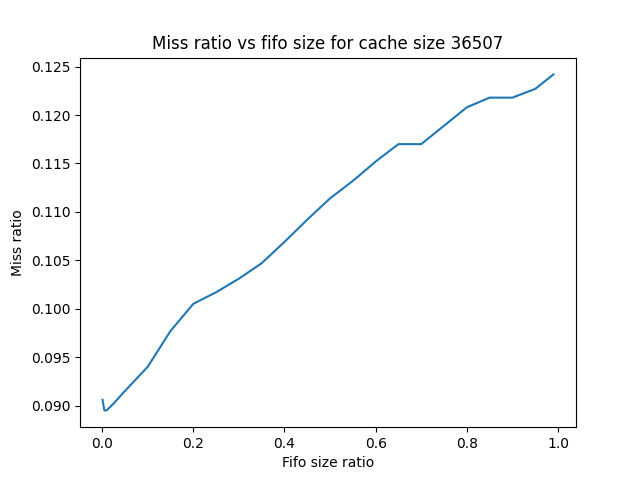 Miss ratio vs fifo size for cache size 36507
0.125
0.120
0.115
0.110
0.105
0.100
0.095
0.090
Miss ratio
0.0 0.2 0.4 0.6 0.8 1.0
Fifo size ratio